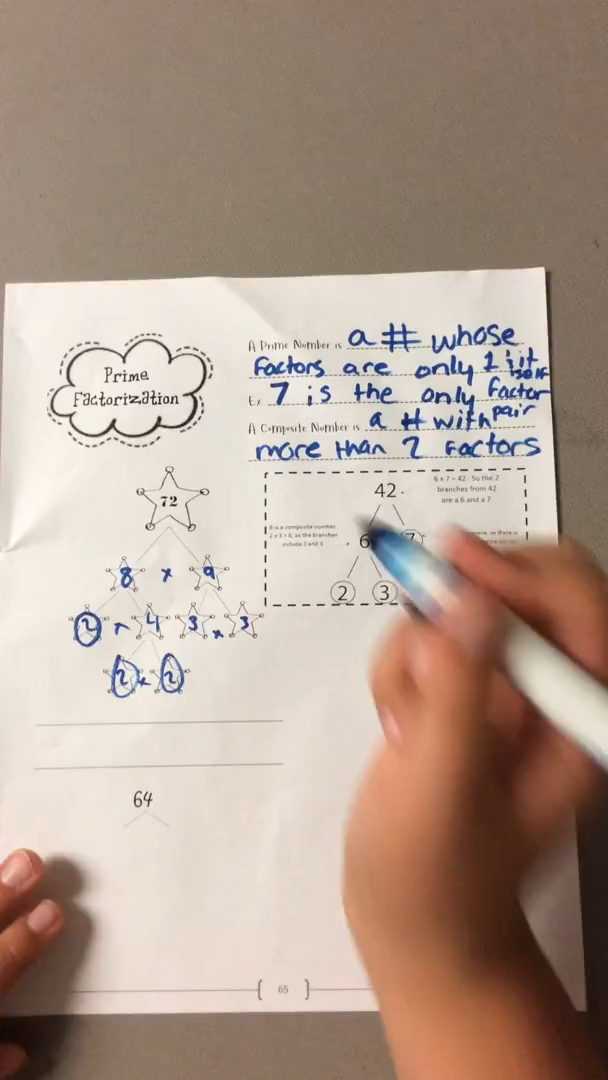 Prime
Factorization
A Prime Number is a # whose
factors are only 1 & it
self
Ex 7 is the only factor
pair
A Composite Number is a # with
more than 2 factors
72
8 x 9
2 x 4 3 x 3
2 x 2
42
6 x 7 = 42. So the 2
branches from 42
are a 6 and a 7.
6 is a composite number.
2 x 3 = 6, so the branches
include 2 and 3.
6 7
2 3
64
65